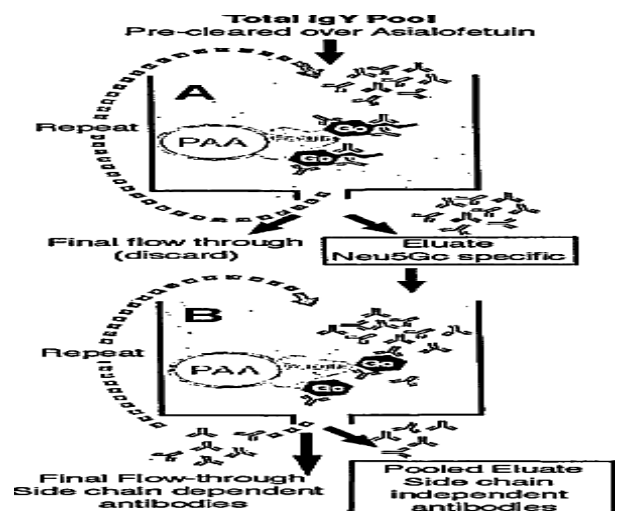 Total IgY Pool
Pre-cleared over Asialofetuin
A
Gc
Repeat
PAA
Gc
Final flow through
(discard)
Eluate
Neu5Gc specific
B
Repeat
PAA
Gc
Gc
Final Flow-through
Side chain dependent
antibodies
Pooled Eluate
Side chain
independent
antibodies